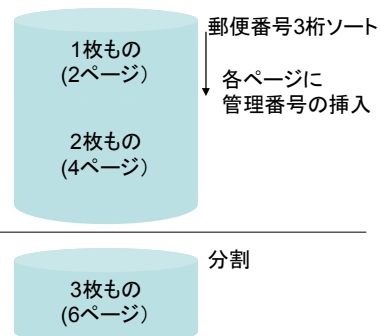 郵便番号3桁ソート
1枚もの
(2ページ)
各ページに
管理番号の挿入
2枚もの
(4ページ)
分割
3枚もの
(6ページ)